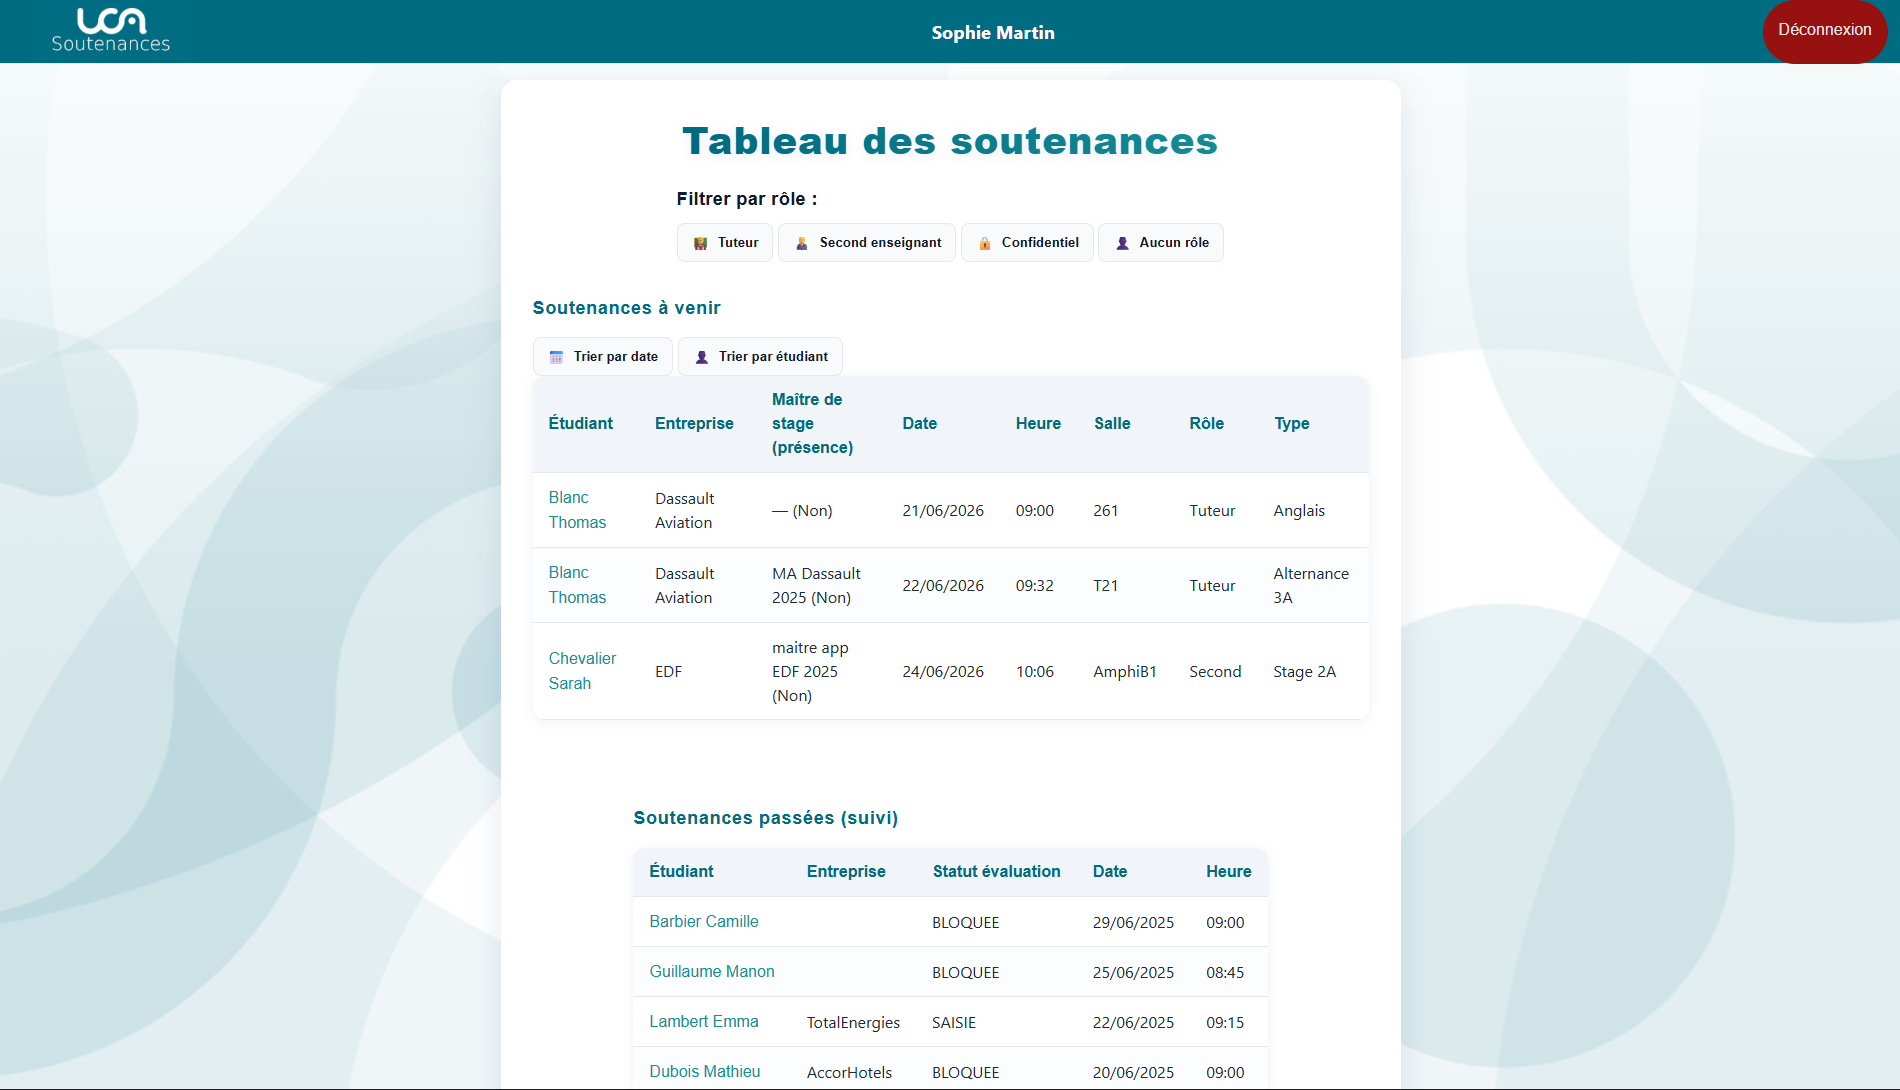 UCA
Soutenances
Sophie Martin
Déconnexion
Tableau des soutenances
Filtrer par rôle :
Tuteur Second enseignant Confidentiel Aucun rôle
Soutenances à venir
Trier par date Trier par étudiant
Étudiant Entreprise Maître de stage (présence) Date Heure Salle Rôle Type
Blanc Thomas Dassault Aviation — (Non) 21/06/2026 09:00 261 Tuteur Anglais
Blanc Thomas Dassault Aviation MA Dassault 2025 (Non) 22/06/2026 09:32 T21 Tuteur Alternance 3A
Chevalier Sarah EDF maitre app EDF 2025 (Non) 24/06/2026 10:06 AmphiB1 Second Stage 2A
Soutenances passées (suivi)
Étudiant Entreprise Statut évaluation Date Heure
Barbier Camille BLOQUEE 29/06/2025 09:00
Guillaume Manon BLOQUEE 25/06/2025 08:45
Lambert Emma TotalEnergies SAISIE 22/06/2025 09:15
Dubois Mathieu AccorHotels BLOQUEE 20/06/2025 09:00